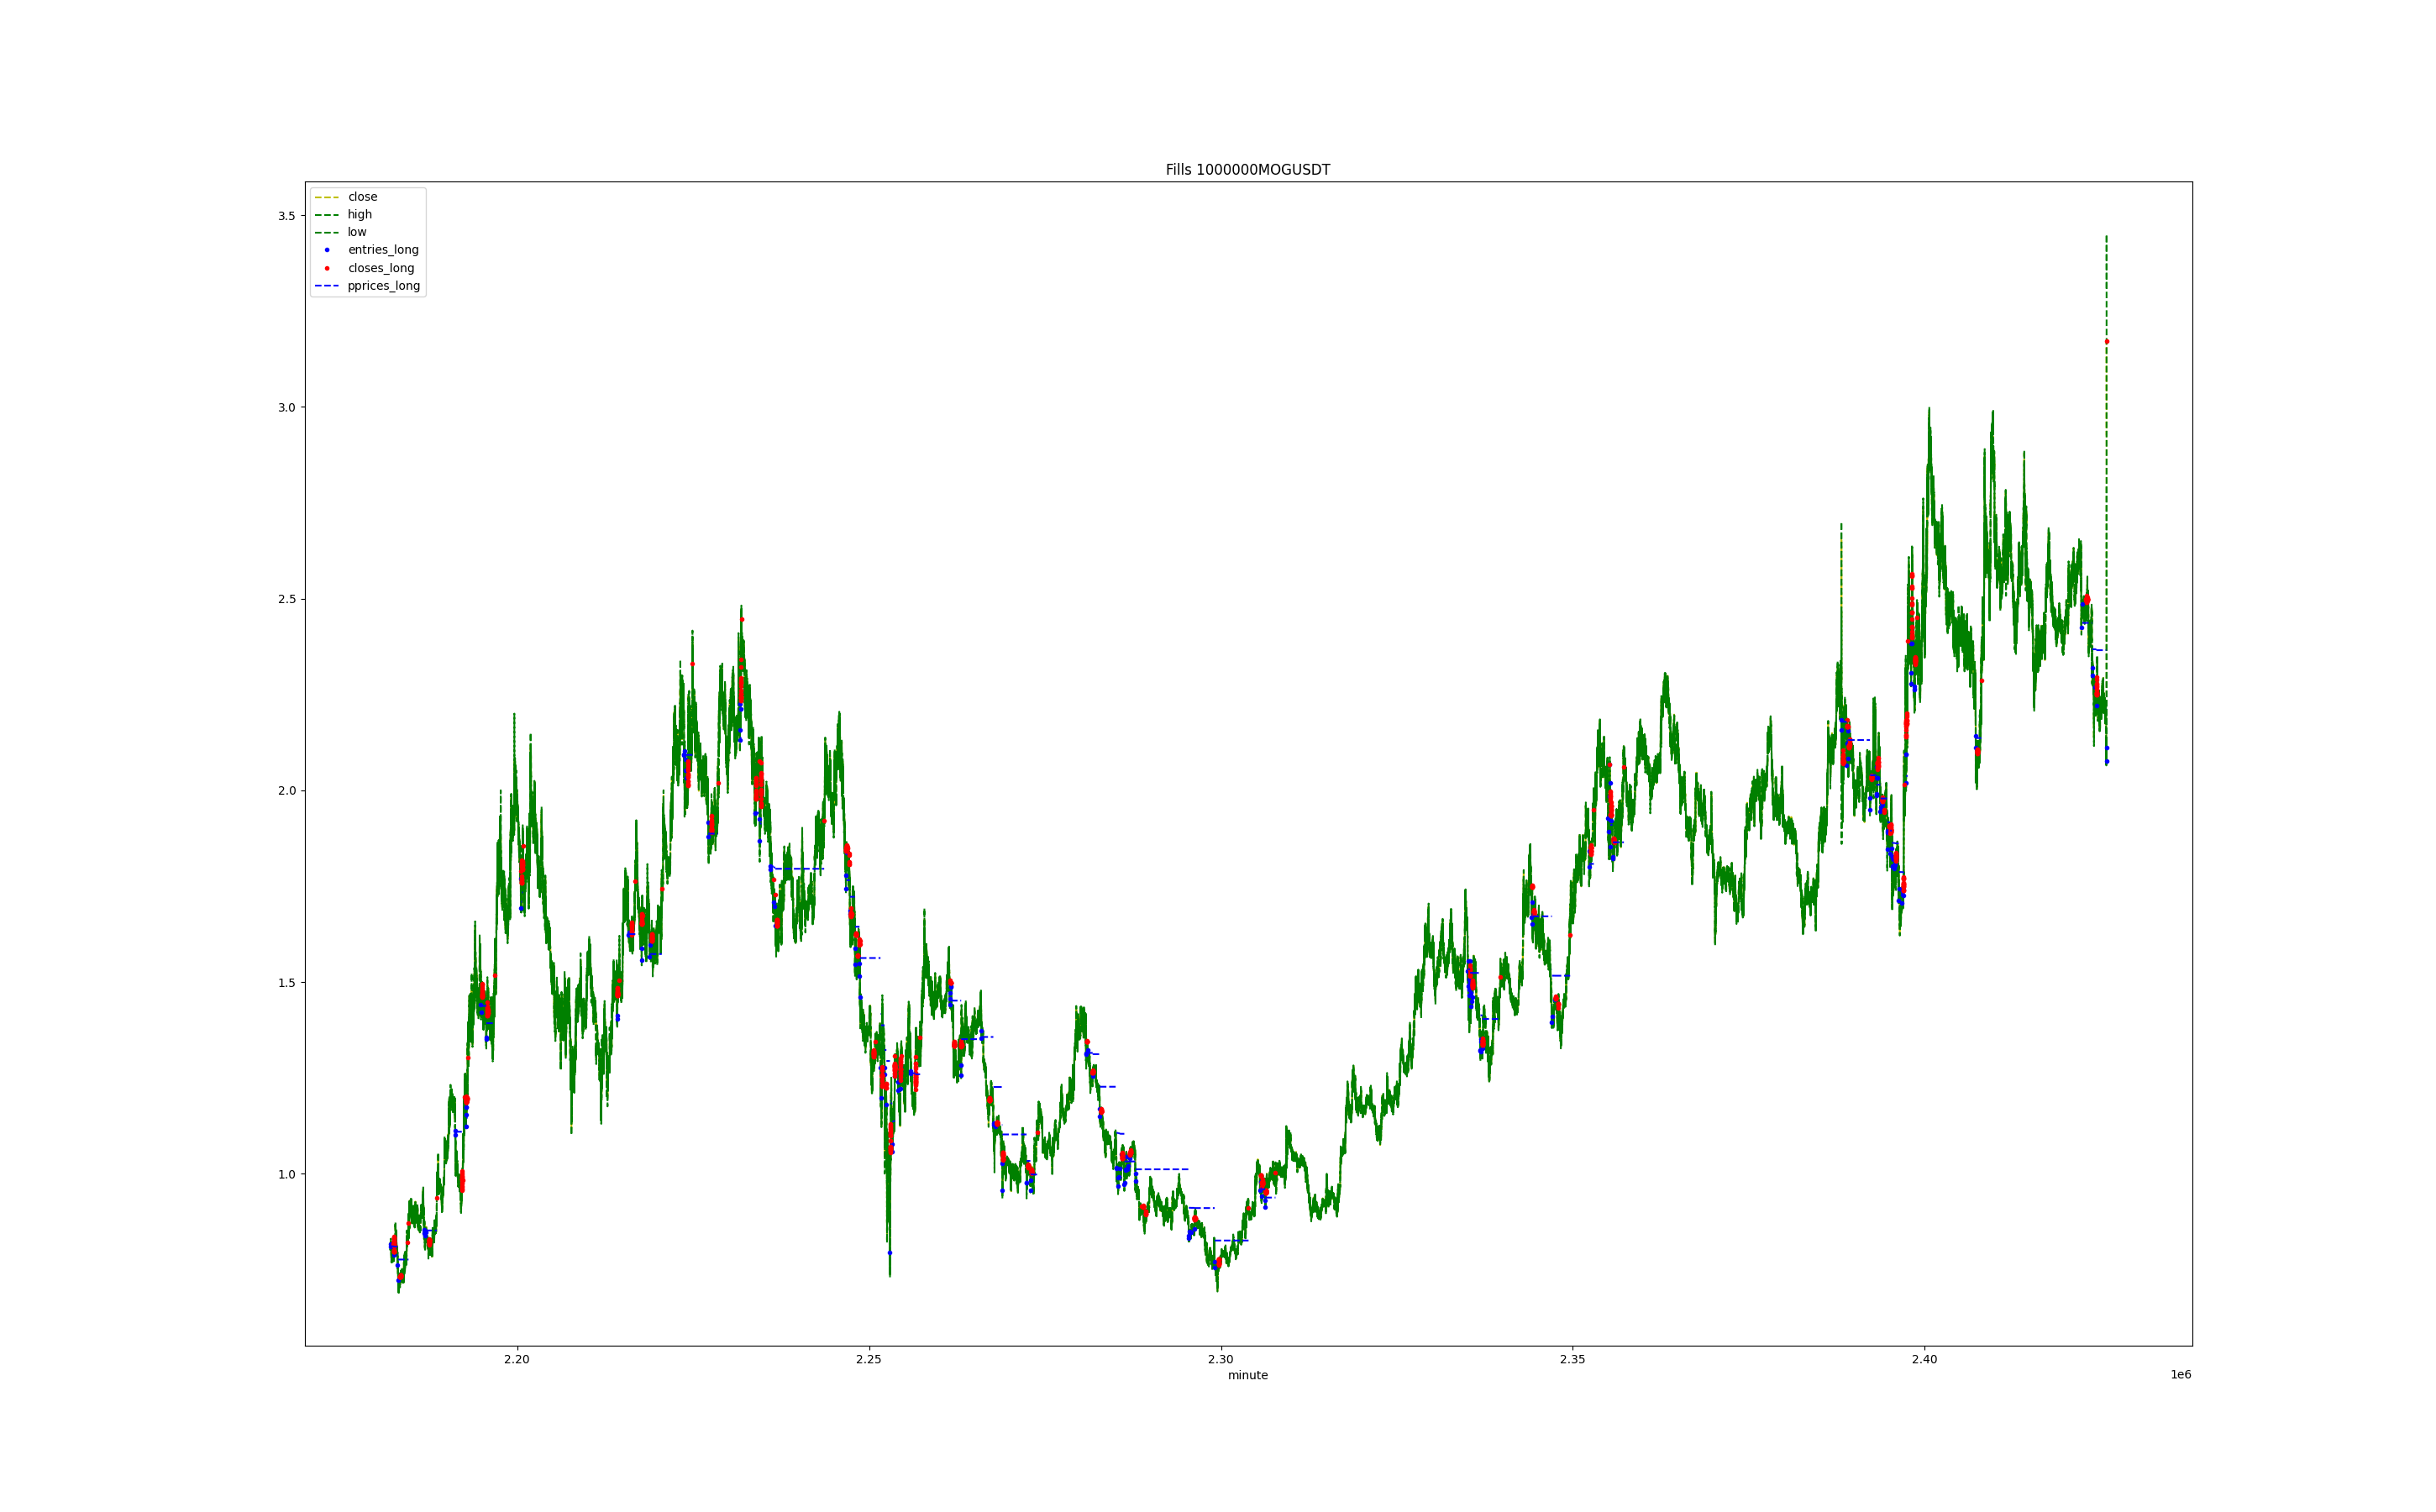 Fills 1000000MOGUSDT
close
high
low
entries_long
closes_long
pprices_long
3.5
3.0
2.5
2.0
1.5
1.0
2.20 2.25 2.30 2.35 2.40
minute
1e6